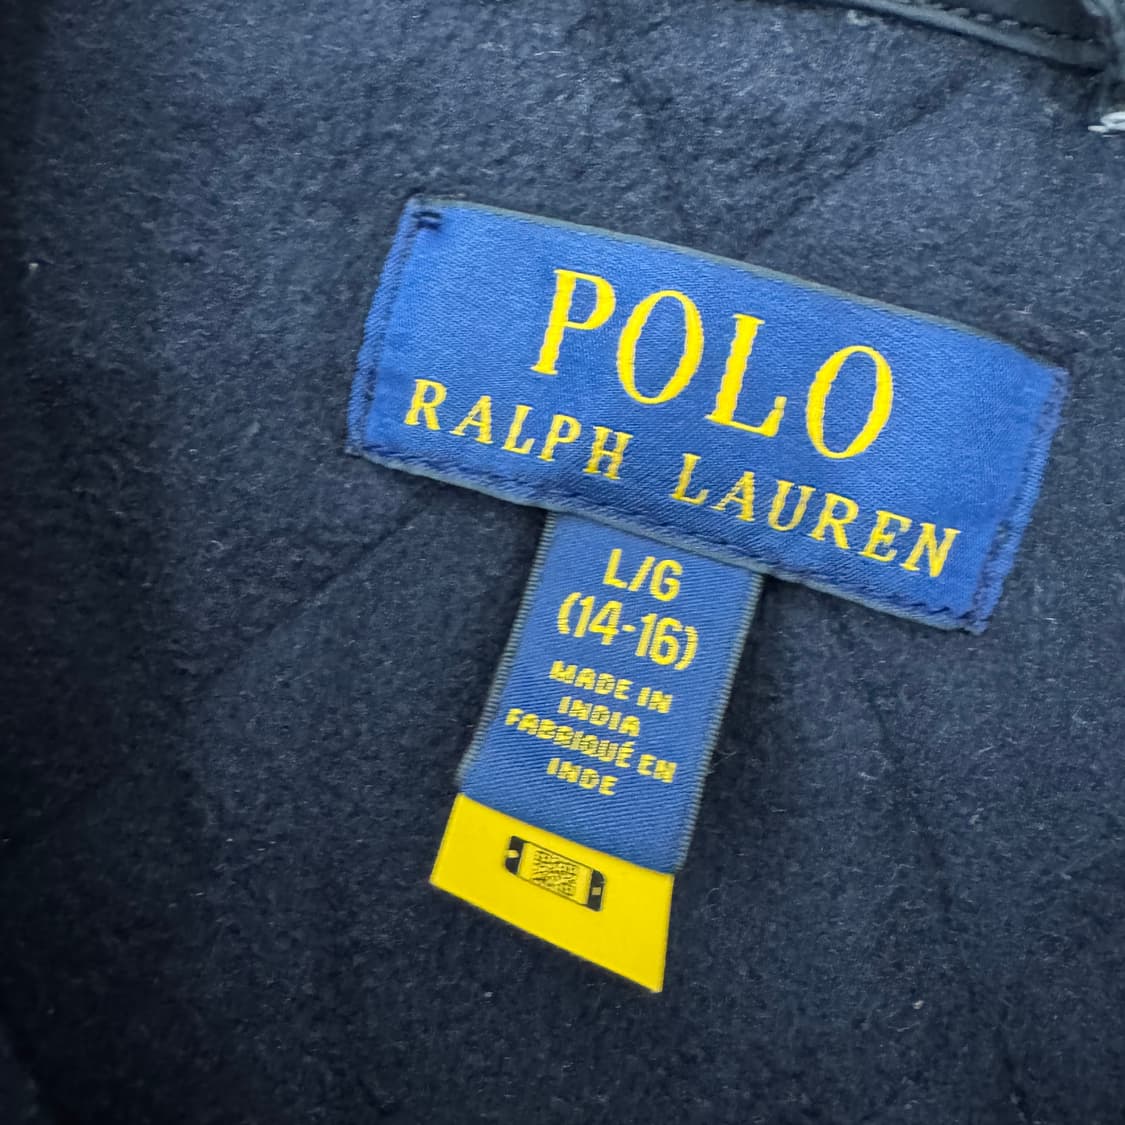 POLO
RALPH LAUREN
L/G
(14-16)
MADE IN
INDIA
FABRIQUÉ EN
INDE